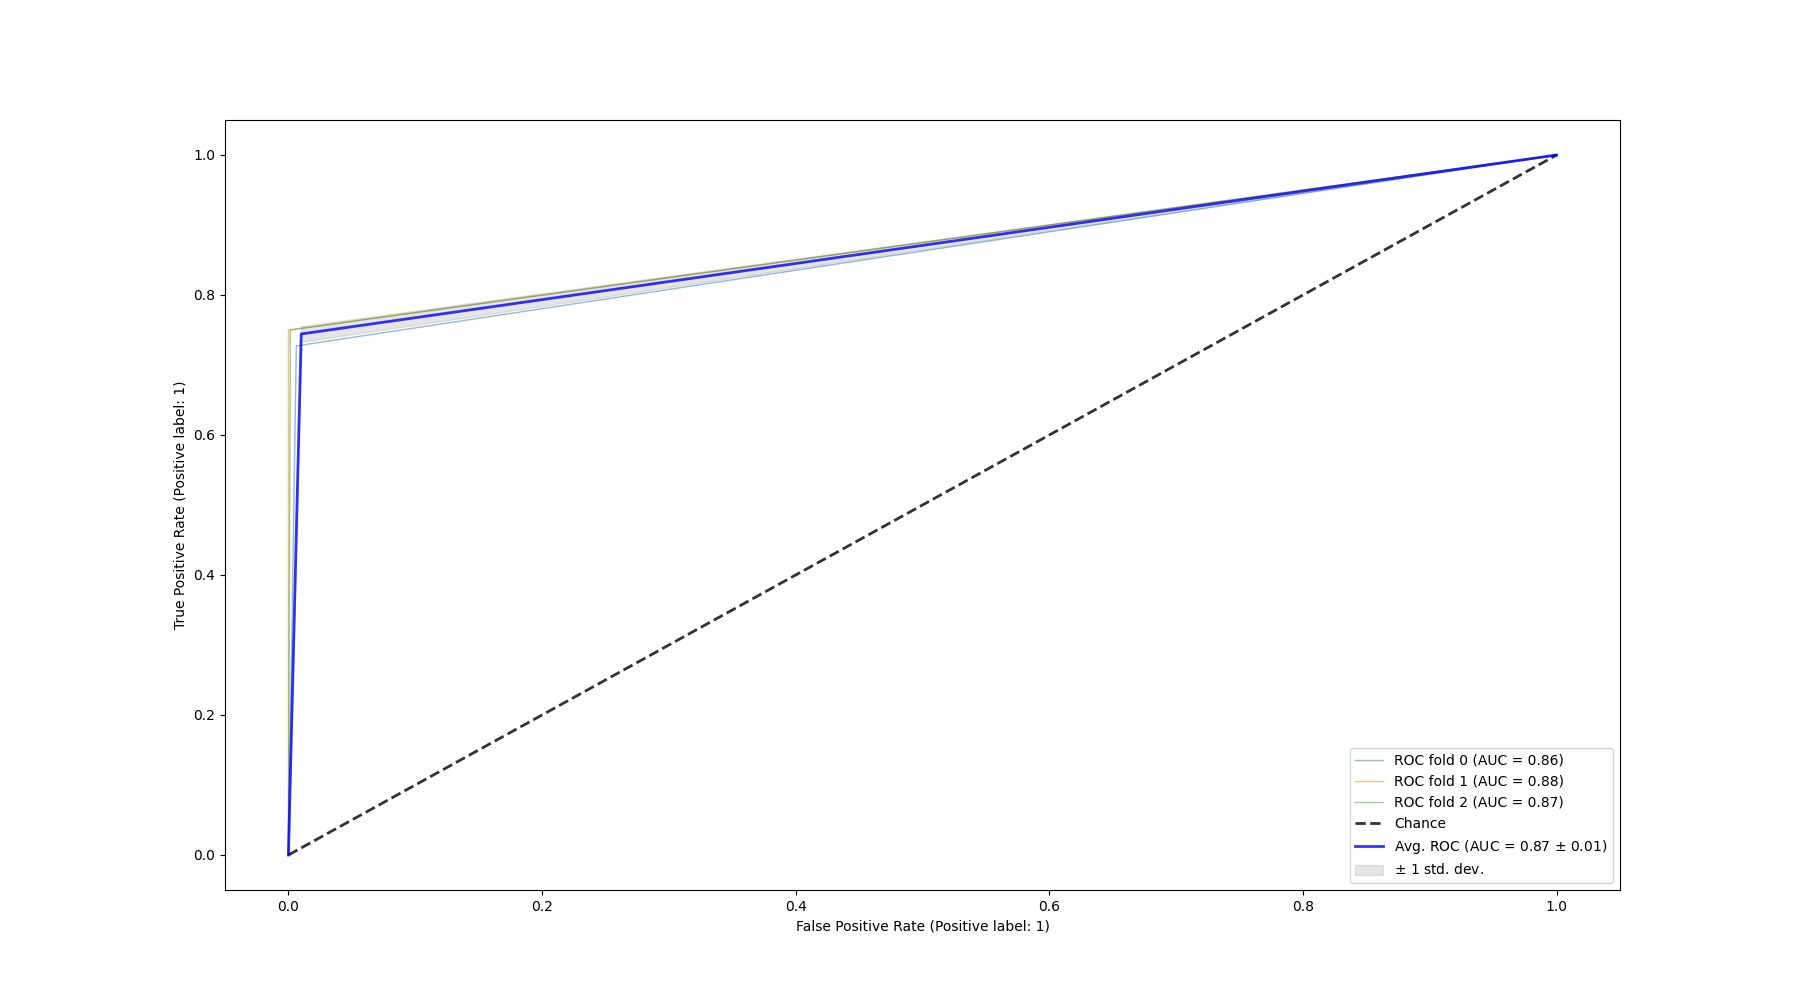 1.0
0.8
0.6
0.4
0.2
0.0
True Positive Rate (Positive label: 1)
ROC fold 0 (AUC = 0.86)
ROC fold 1 (AUC = 0.88)
ROC fold 2 (AUC = 0.87)
Chance
Avg. ROC (AUC = 0.87 ± 0.01)
± 1 std. dev.
0.0 0.2 0.4 0.6 0.8 1.0
False Positive Rate (Positive label: 1)